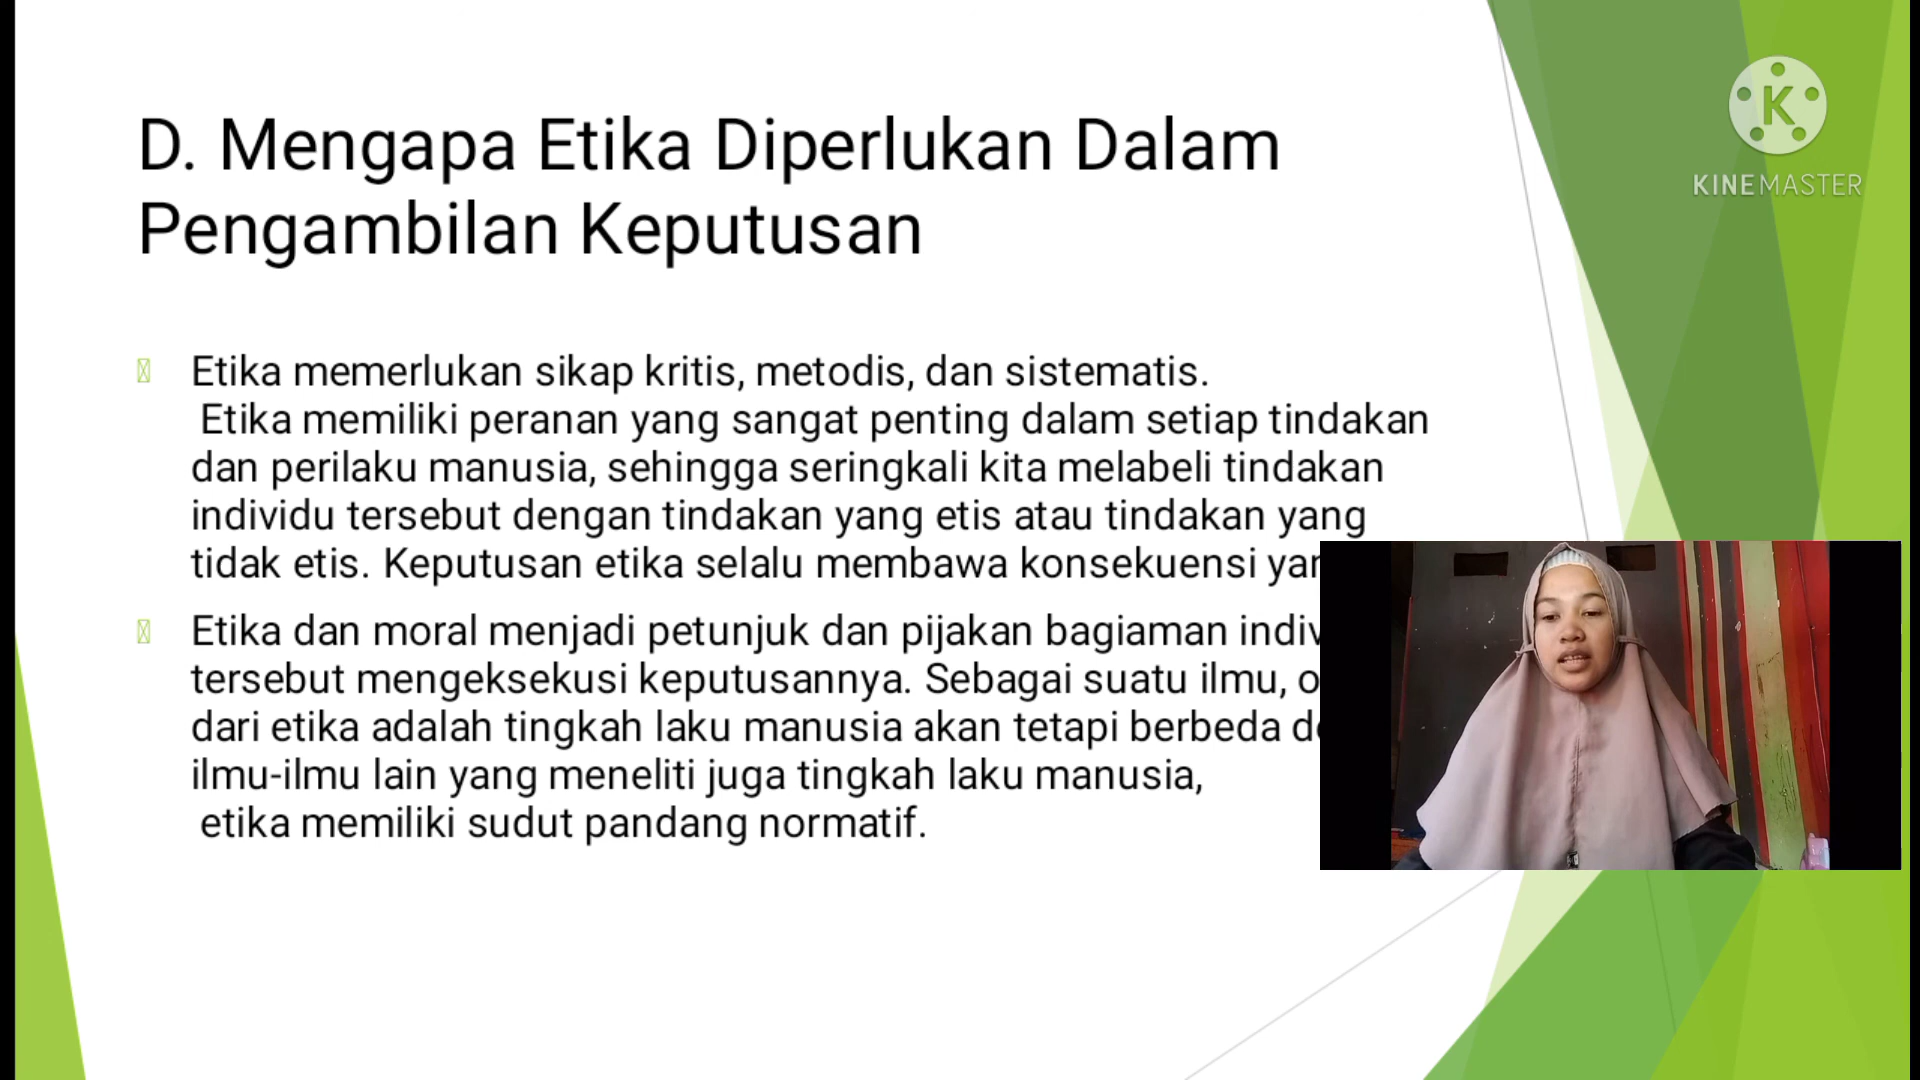 D. Mengapa Etika Diperlukan Dalam
Pengambilan Keputusan
K
KINEMASTER
Etika memerlukan sikap kritis, metodis, dan sistematis.
Etika memiliki peranan yang sangat penting dalam setiap tindakan
dan perilaku manusia, sehingga seringkali kita melabeli tindakan
individu tersebut dengan tindakan yang etis atau tindakan yang
tidak etis. Keputusan etika selalu membawa konsekuensi
Etika dan moral menjadi petunjuk dan pijakan bagiaman
tersebut mengeksekusi keputusannya. Sebagai suatu ilmu,
dari etika adalah tingkah laku manusia akan tetapi berbeda
ilmu-ilmu lain yang meneliti juga tingkah laku manusia,
etika memiliki sudut pandang normatif.